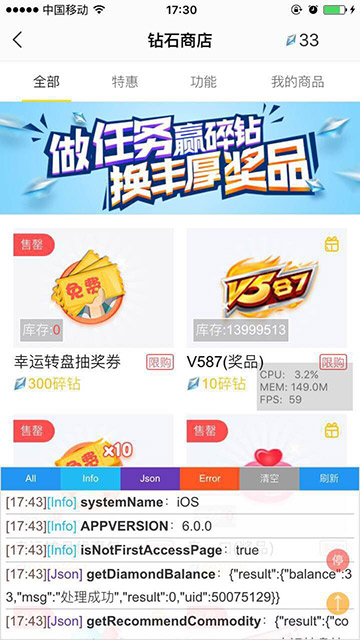 中国移动
17:30
钻石商店
33
全部
特惠
功能
我的商品
做任务赢碎钻
换丰厚奖品
售罄
免费
V587
库存:0
库存:13999513
幸运转盘抽奖券
限购
V587(奖品)
限购
300碎钻
10碎钻
CPU: 3.2%
MEM: 149.0M
FPS: 59
售罄
x10
售罄
All
Info
Json
Error
清空
刷新
[17:43][Info] systemName：iOS
[17:43][Info] APPVERSION：6.0.0
[17:43][Info] isNotFirstAccessPage：true
停
[17:43][Json] getDiamondBalance：{"result":{"balance":3
3,"msg":"处理成功","result":0,"uid":50075129}}
[17:43][Json] getRecommendCommodity：{"result":{"co